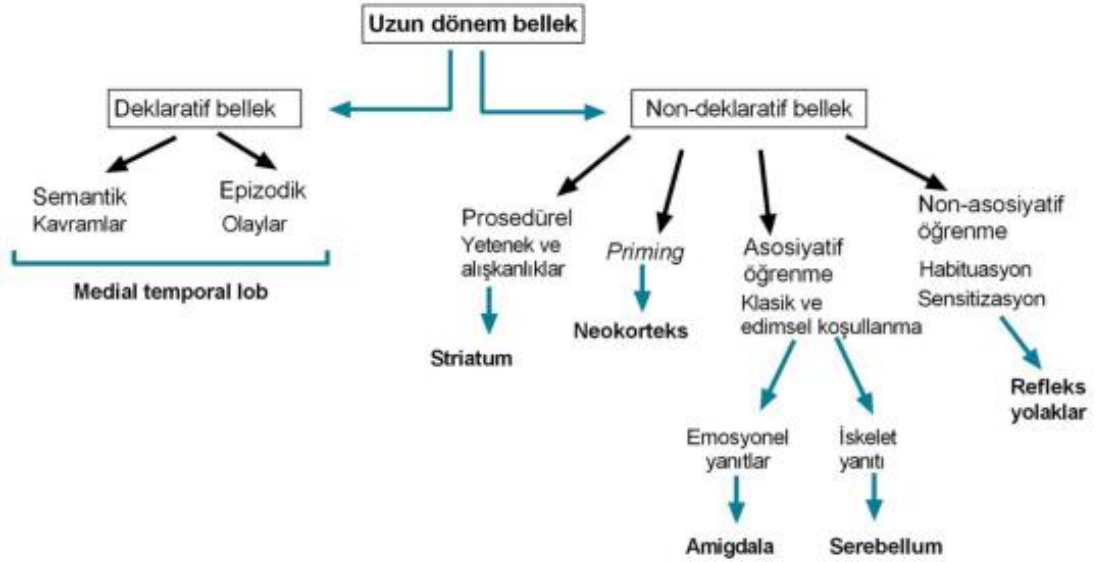 Uzun dönem bellek
Deklaratif bellek
Non-deklaratif bellek
Semantik
Kavramlar
Epizodik
Olaylar
Medial temporal lob
Prosedürel
Yetenek ve
alışkanlıklar
Striatum
Priming
Neokorteks
Asosiyatif
öğrenme
Klasik ve
edimsel koşullanma
Non-asosiyatif
öğrenme
Habituasyon
Sensitizasyon
Refleks
yolaklar
Emosyonel
yanıtlar
İskelet
yanıtı
Amigdala
Serebellum